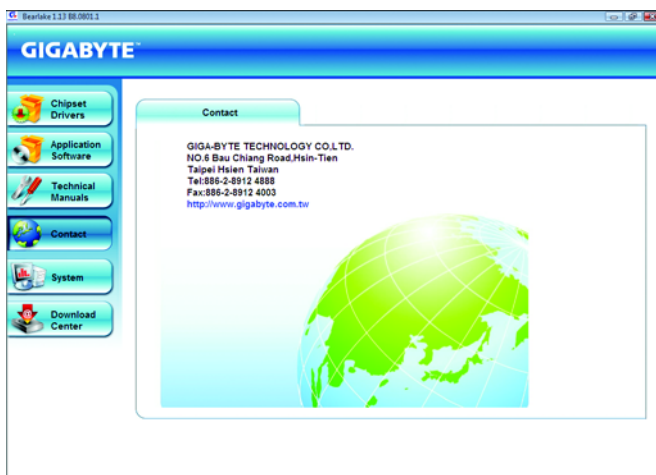 Bearlake 1.13 B8.0801.1
GIGABYTE™
Chipset
Drivers
Application
Software
Technical
Manuals
Contact
System
Download
Center
Contact
GIGA-BYTE TECHNOLOGY CO,LTD.
NO.6 Bau Chiang Road,Hsin-Tien
Taipei Hsien Taiwan
Tel:886-2-8912 4888
Fax:886-2-8912 4003
http://www.gigabyte.com.tw